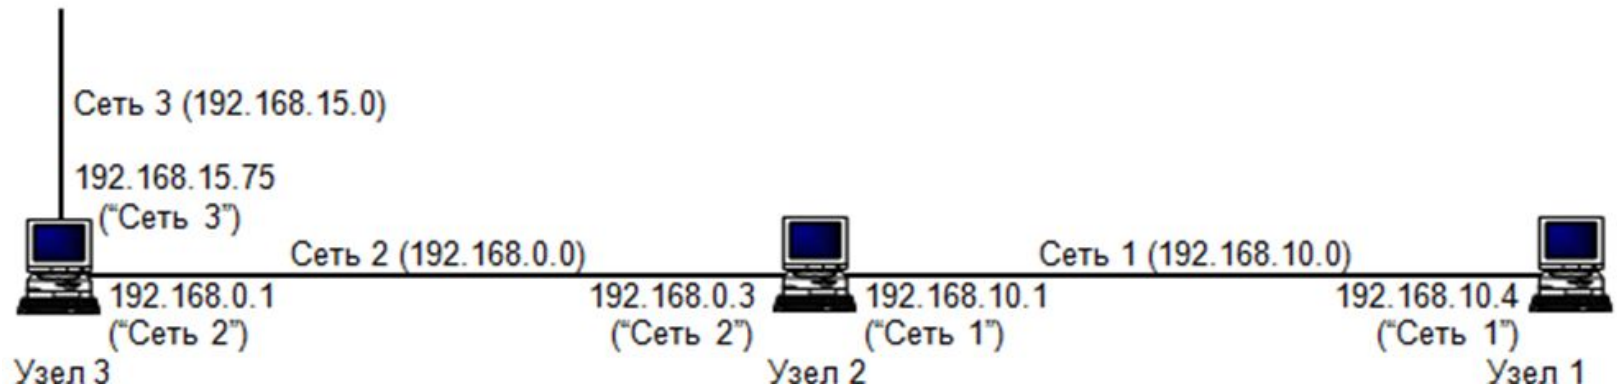 Сеть 3 (192.168.15.0)
192.168.15.75
(“Сеть 3”)
Сеть 2 (192.168.0.0)
Сеть 1 (192.168.10.0)
192.168.0.1
(“Сеть 2”)
192.168.0.3
(“Сеть 2”)
192.168.10.1
(“Сеть 1”)
192.168.10.4
(“Сеть 1”)
Узел 3
Узел 2
Узел 1